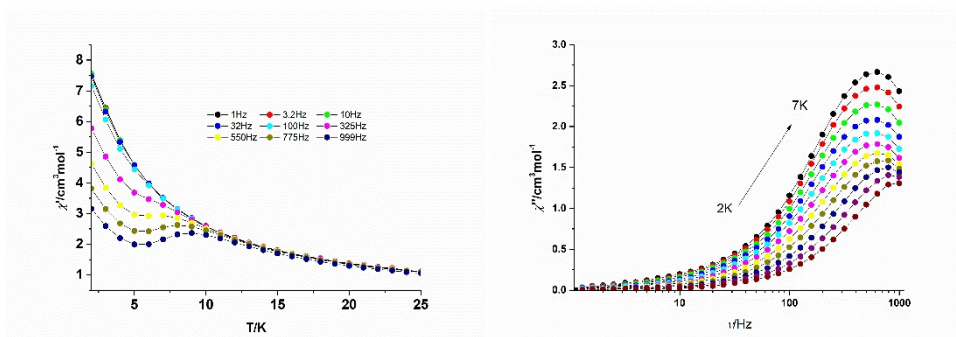 χ'/cm³mol⁻¹
8
7
6
5
4
3
2
1
1Hz 3.2Hz 10Hz
32Hz 100Hz 325Hz
550Hz 775Hz 999Hz
5 10 15 20 25
T/K
χ''/cm³mol⁻¹
3.0
2.5
2.0
1.5
1.0
0.5
0.0
7K
2K
10 100 1000
ν/Hz